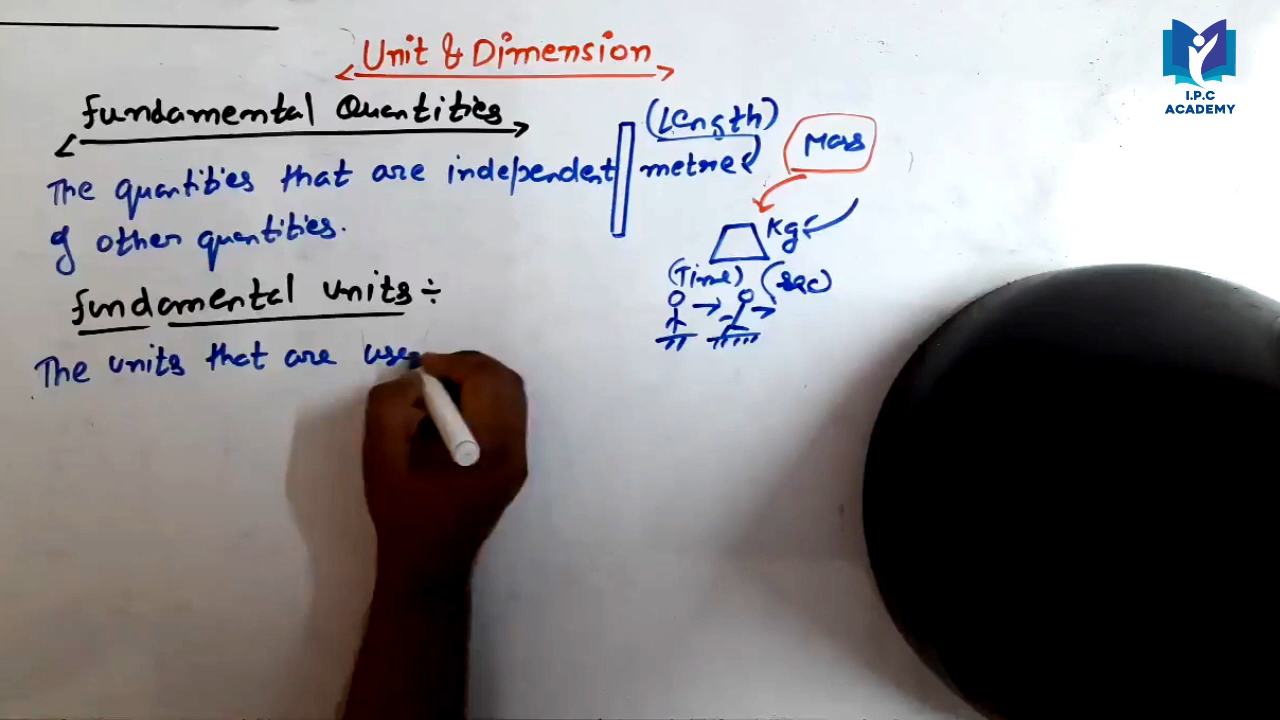 Unit & Dimension
Fundamental Quantities
The quantities that are independent
of other quantities.
(Length)
metre
Mass
Kg
(Time) (sec)
fundamental units ÷
The units that are use
I.P.C
ACADEMY